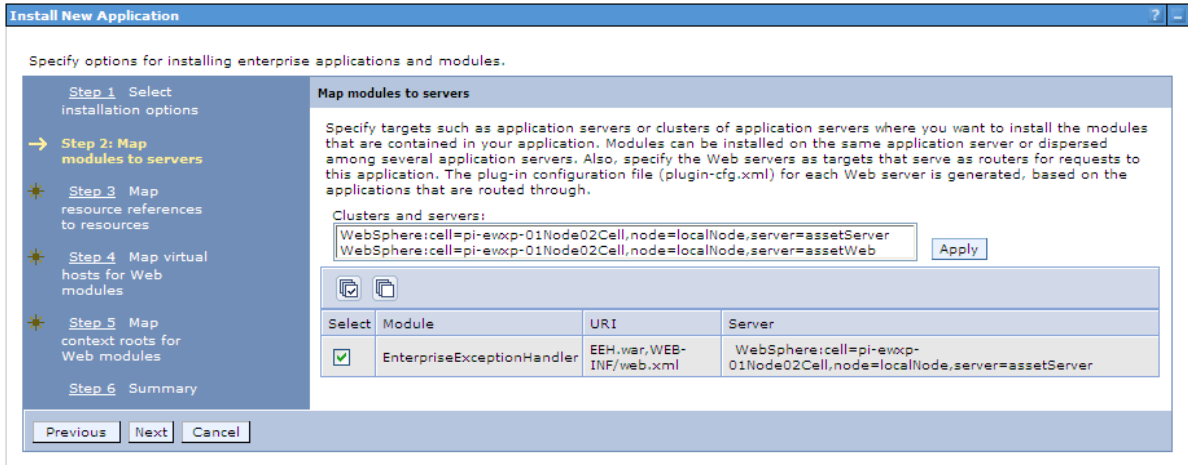 Install New Application
? –
Specify options for installing enterprise applications and modules.
Step 1 Select
installation options
Step 2: Map
modules to servers
Step 3 Map
resource references
to resources
Step 4 Map virtual
hosts for Web
modules
Step 5 Map
context roots for
Web modules
Step 6 Summary
Map modules to servers
Specify targets such as application servers or clusters of application servers where you want to install the modules
that are contained in your application. Modules can be installed on the same application server or dispersed
among several application servers. Also, specify the Web servers as targets that serve as routers for requests to
this application. The plug-in configuration file (plugin-cfg.xml) for each Web server is generated, based on the
applications that are routed through.
Clusters and servers:
WebSphere:cell=pi-ewxp-01Node02Cell,node=localNode,server=assetServer
WebSphere:cell=pi-ewxp-01Node02Cell,node=localNode,server=assetWeb
Apply
Select Module URI Server
EnterpriseExceptionHandler
EEH.war,WEB-
INF/web.xml
WebSphere:cell=pi-ewxp-
01Node02Cell,node=localNode,server=assetServer
Previous Next Cancel